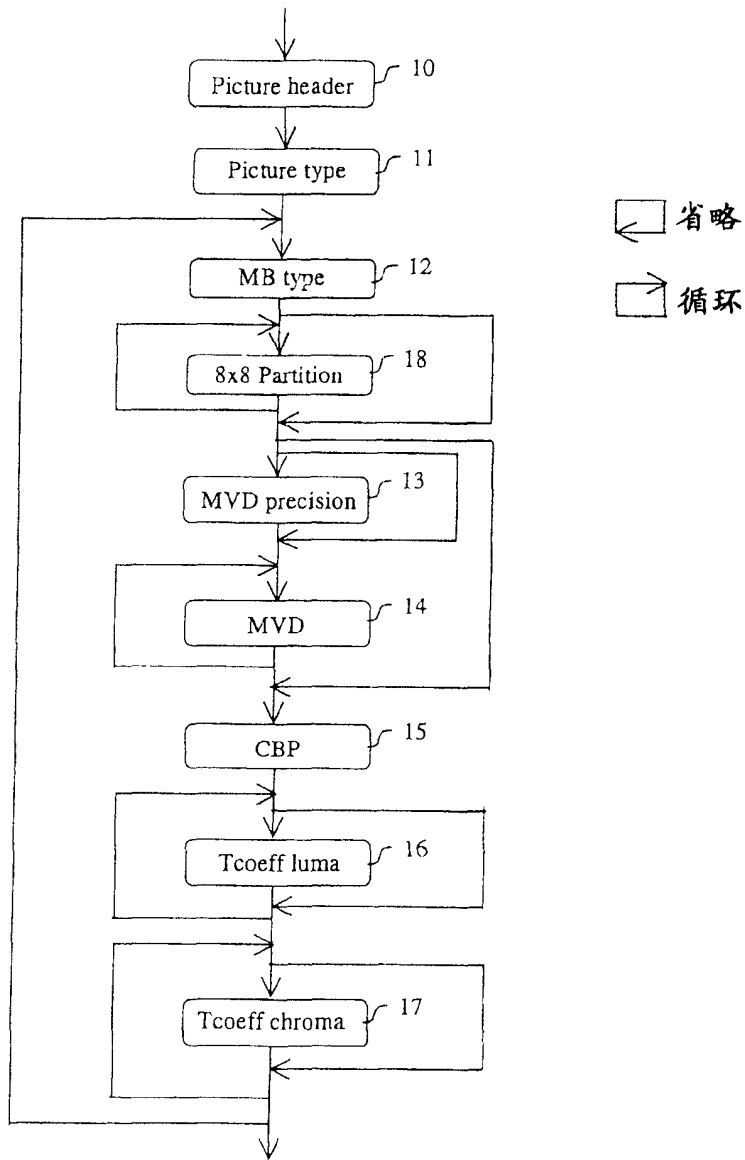 Picture header
10
Picture type
11
省略
MB type
12
循环
8x8 Partition
18
MVD precision
13
MVD
14
CBP
15
Tcoeff luma
16
Tcoeff chroma
17